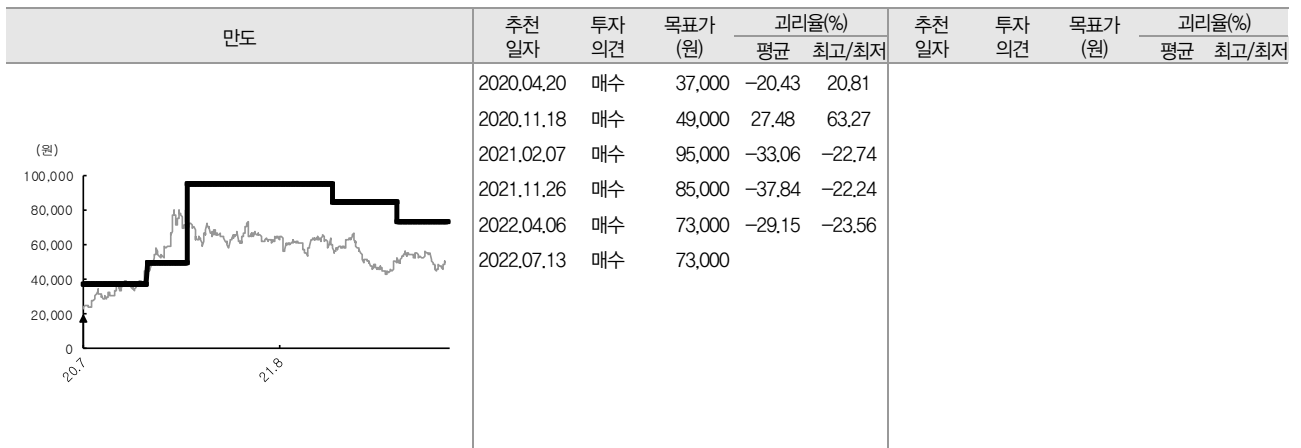 만도
추천 일자 투자 의견 목표가 (원) 괴리율(%) 평균 최고/최저 추천 일자 투자 의견 목표가 (원) 괴리율(%) 평균 최고/최저
2020.04.20 매수 37,000 -20.43 20.81
2020.11.18 매수 49,000 27.48 63.27
2021.02.07 매수 95,000 -33.06 -22.74
2021.11.26 매수 85,000 -37.84 -22.24
2022.04.06 매수 73,000 -29.15 -23.56
2022.07.13 매수 73,000
(원)
100,000
80,000
60,000
40,000
20,000
0
20.7 21.8